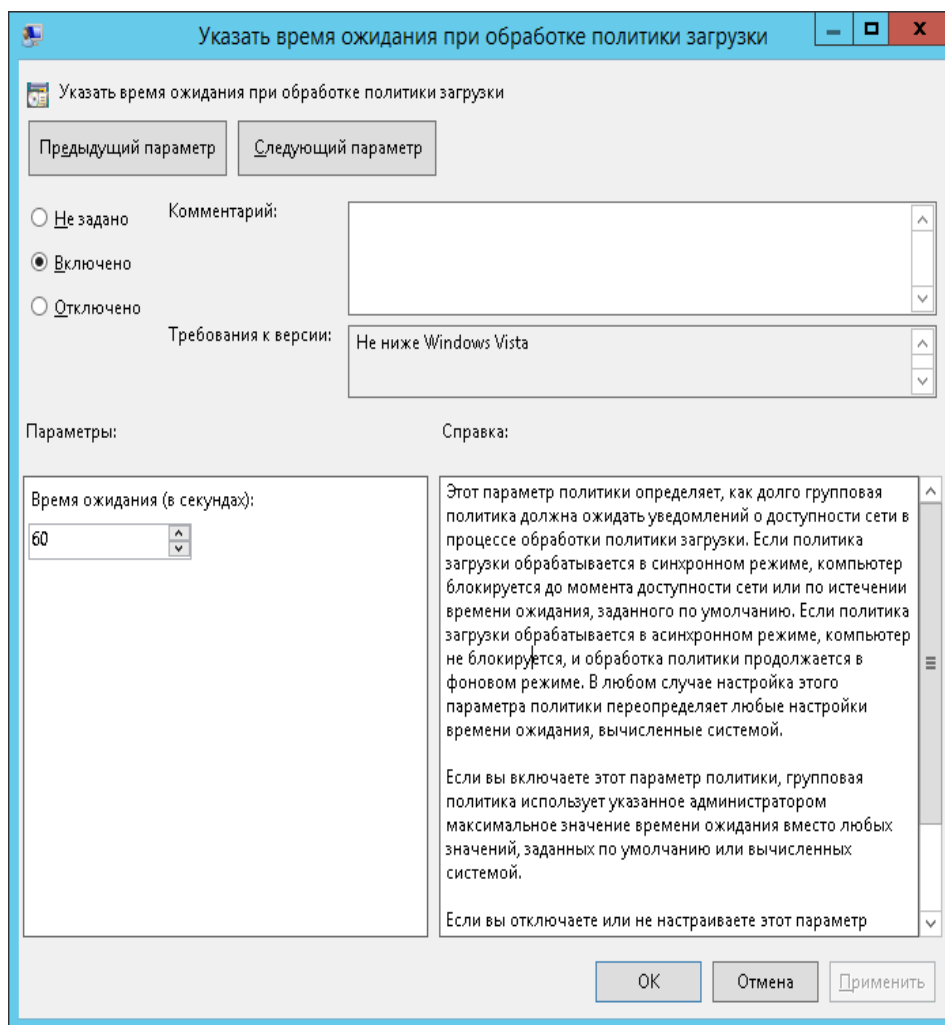 Указать время ожидания при обработке политики загрузки
Указать время ожидания при обработке политики загрузки
Предыдущий параметр
Следующий параметр
Не задано
Включено
Отключено
Комментарий:
Требования к версии:
Не ниже Windows Vista
Параметры:
Справка:
Время ожидания (в секундах):
60
Этот параметр политики определяет, как долго групповая
политика должна ожидать уведомлений о доступности сети в
процессе обработки политики загрузки. Если политика
загрузки обрабатывается в синхронном режиме, компьютер
блокируется до момента доступности сети или по истечении
времени ожидания, заданного по умолчанию. Если политика
загрузки обрабатывается в асинхронном режиме, компьютер
не блокируется, и обработка политики продолжается в
фоновом режиме. В любом случае настройка этого
параметра политики переопределяет любые настройки
времени ожидания, вычисленные системой.
Если вы включаете этот параметр политики, групповая
политика использует указанное администратором
максимальное значение времени ожидания вместо любых
значений, заданных по умолчанию или вычисленных
системой.
Если вы отключаете или не настраиваете этот параметр
ОК
Отмена
Применить